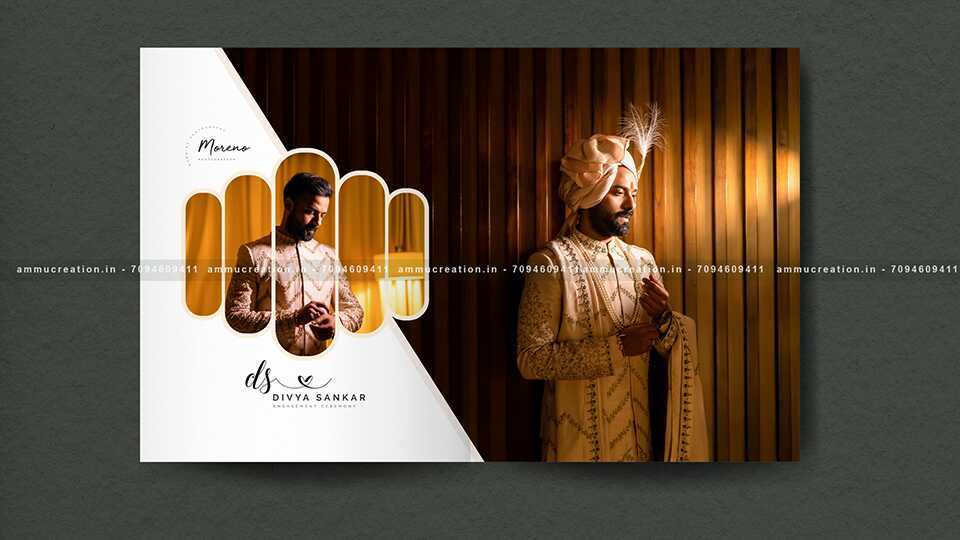 Moreno
PHOTOGRAPHY
ammucreation.in - 7094609411 ammucreation.in - 7094609411 ammucreation.in - 7094609411 ammucreation.in - 7094609411 ammucreation.in - 7094609411
ds
DIVYA SANKAR
ENGAGEMENT CEREMONY